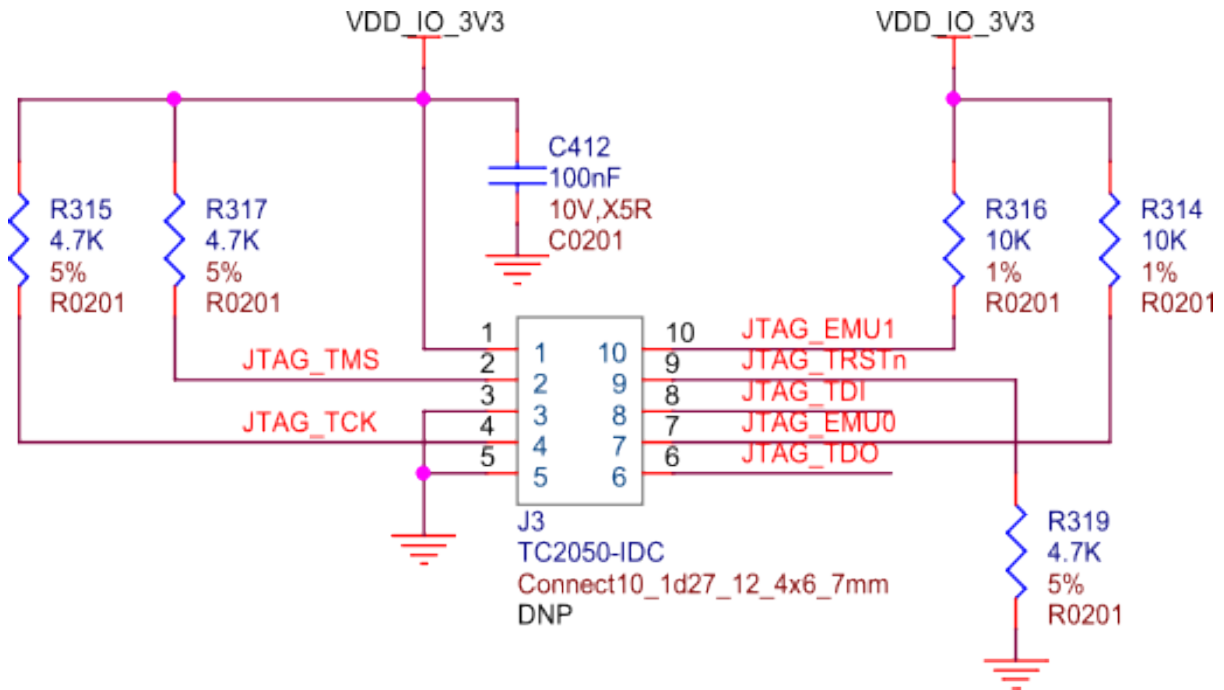 VDD_IO_3V3
VDD_IO_3V3
C412
100nF
10V,X5R
C0201
R315
4.7K
5%
R0201
R317
4.7K
5%
R0201
R316
10K
1%
R0201
R314
10K
1%
R0201
1
1
10
10
JTAG_EMU1
JTAG_TMS
2
2
9
9
JTAG_TRSTn
3
3
8
8
JTAG_TDI
JTAG_TCK
4
4
7
7
JTAG_EMU0
5
5
6
6
JTAG_TDO
J3
TC2050-IDC
Connect10_1d27_12_4x6_7mm
DNP
R319
4.7K
5%
R0201